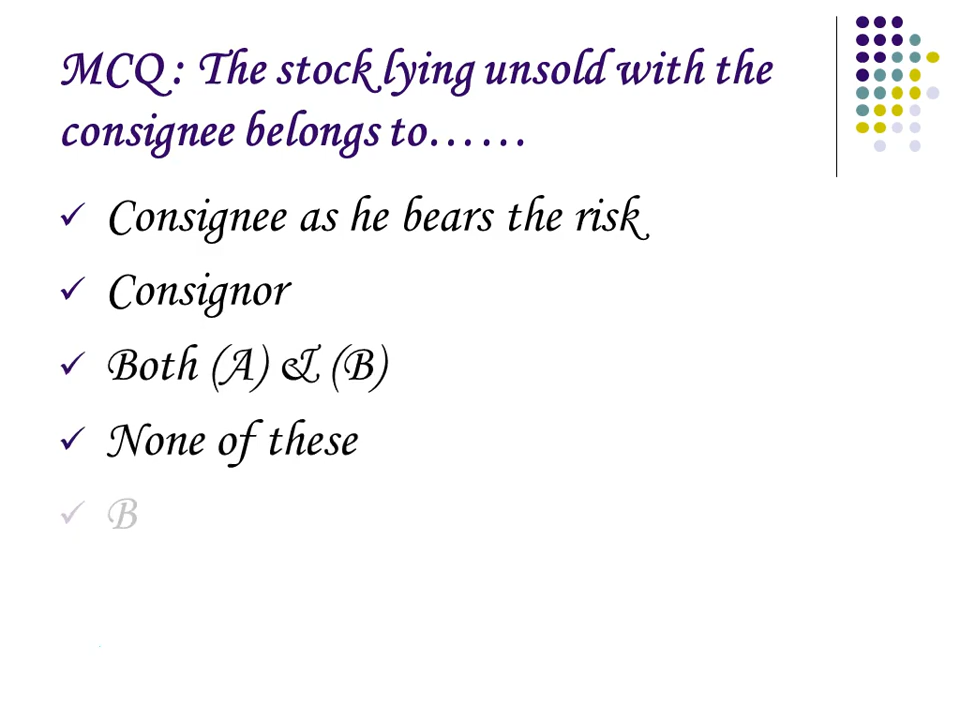 MCQ : The stock lying unsold with the
consignee belongs to……
Consignee as he bears the risk
Consignor
Both (A) & (B)
None of these
B